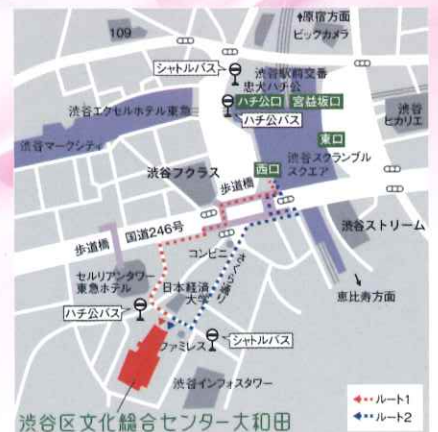 ↑原宿方面
ビックカメラ
109
シャトルバス
渋谷駅前交番
忠犬ハチ公
ハチ公口
宮益坂口
渋谷エクセルホテル東急
ハチ公バス
渋谷
ヒカリエ
東口
渋谷マークシティ
渋谷スクランブル
スクエア
渋谷フクラス
西口
歩道橋
歩道橋
国道246号
渋谷ストリーム
コンビニ
さくら通り
セルリアンタワー
東急ホテル
日本経済
大学
恵比寿方面
ハチ公バス
シャトルバス
ファミレス
渋谷インフォスタワー
ルート1
ルート2
渋谷区文化総合センター大和田